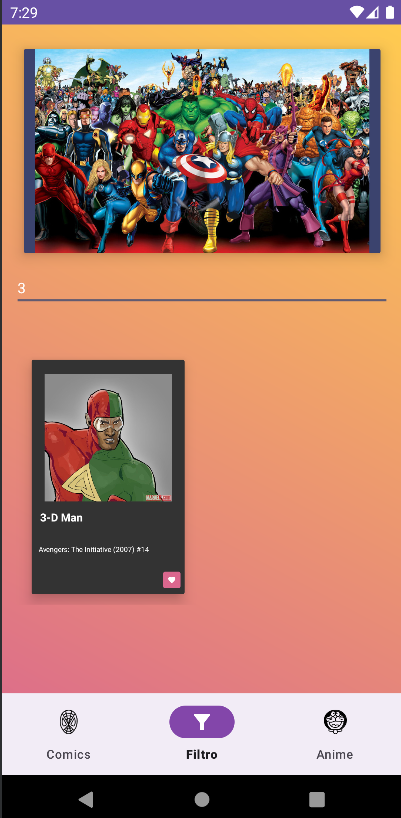 7:29
3
3-D Man
Avengers: The Initiative (2007) #14
Comics
Filtro
Anime